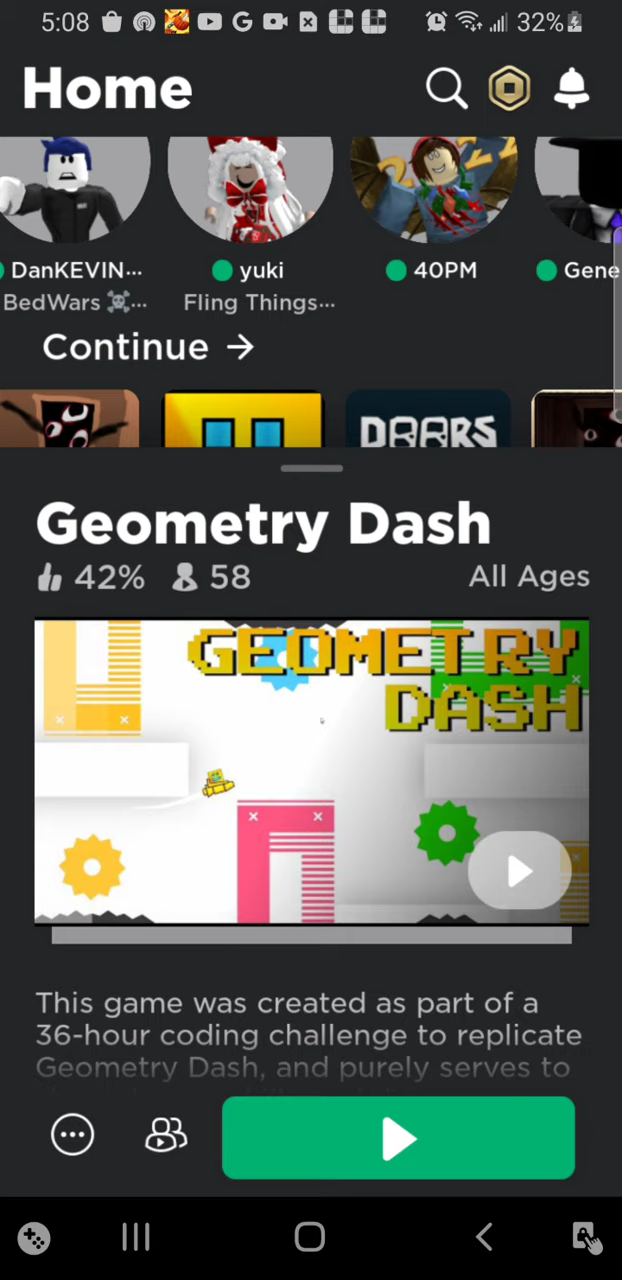 5:08
32%
Home
DanKEVIN...
yuki
40PM
Gene
BedWars ☠️...
Fling Things...
Continue →
DOORS
Geometry Dash
42% 58
All Ages
GEOMETRY
DASH
This game was created as part of a
36-hour coding challenge to replicate
Geometry Dash, and purely serves to